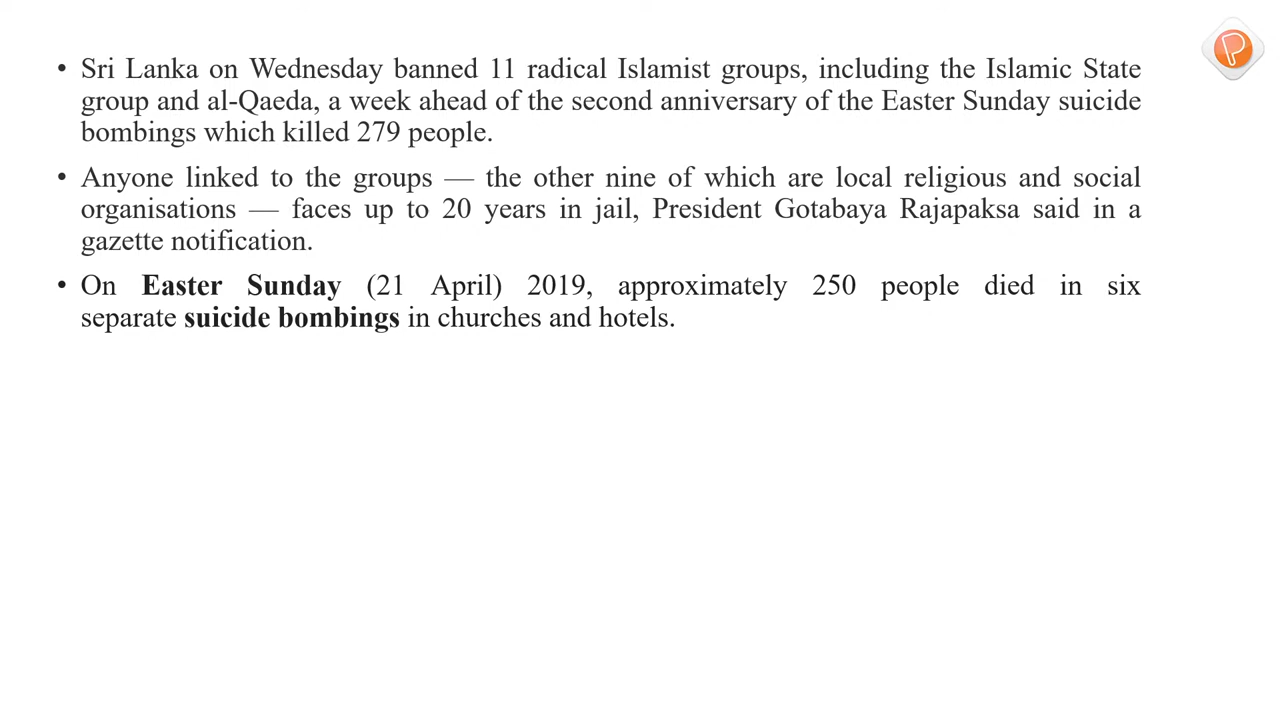 • Sri Lanka on Wednesday banned 11 radical Islamist groups, including the Islamic State
group and al-Qaeda, a week ahead of the second anniversary of the Easter Sunday suicide
bombings which killed 279 people.
• Anyone linked to the groups — the other nine of which are local religious and social
organisations — faces up to 20 years in jail, President Gotabaya Rajapaksa said in a
gazette notification.
• On Easter Sunday (21 April) 2019, approximately 250 people died in six
separate suicide bombings in churches and hotels.
P